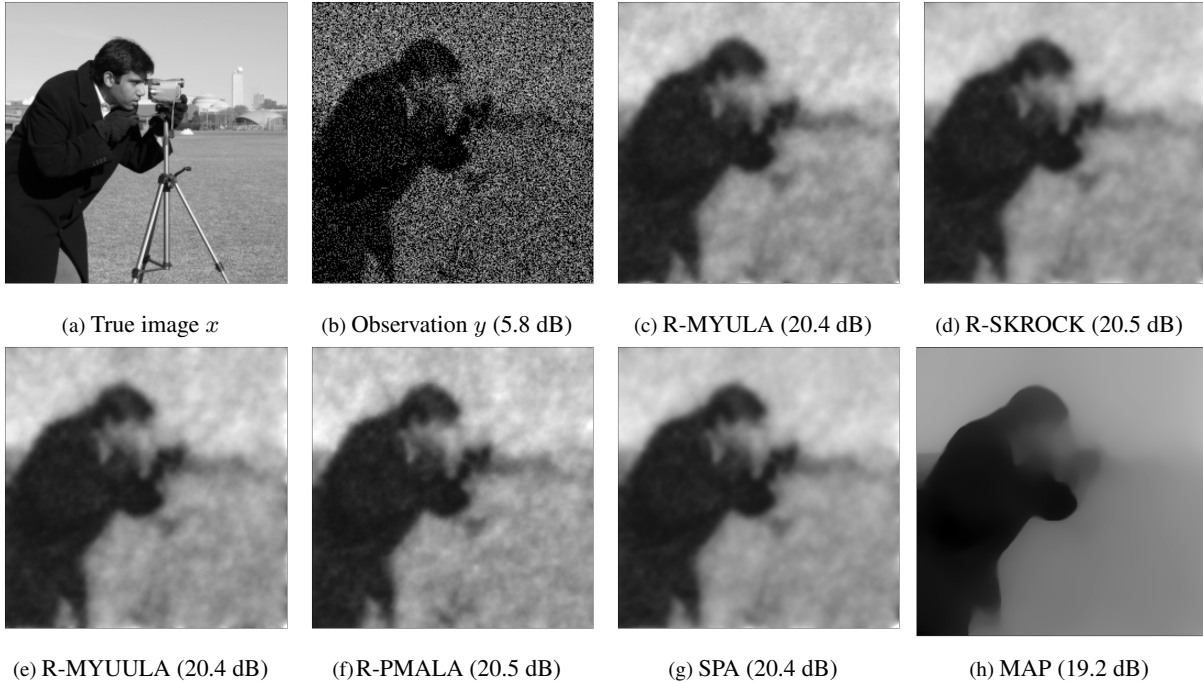 (a) True image x
(b) Observation y (5.8 dB)
(c) R-MYULA (20.4 dB)
(d) R-SKROCK (20.5 dB)
(e) R-MYUULA (20.4 dB)
(f) R-PMALA (20.5 dB)
(g) SPA (20.4 dB)
(h) MAP (19.2 dB)